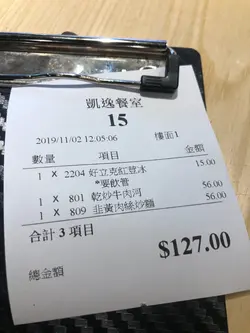 凱逸餐室
15
2019/11/02 12:05:06 樓面1
數量 項目 金額
1 X 2204 好立克紅荳冰 15.00
*要飲管
1 X 801 乾炒牛肉河 56.00
1 X 809 韭黃肉絲炒麵 56.00
合計 3 項目
$127.00
總金額